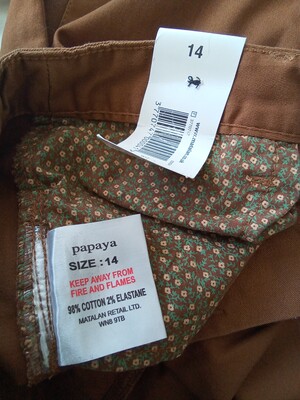 14
papaya
SIZE : 14
KEEP AWAY FROM
FIRE AND FLAMES
98% COTTON 2% ELASTANE
MATALAN RETAIL LTD.
WN8 9TB